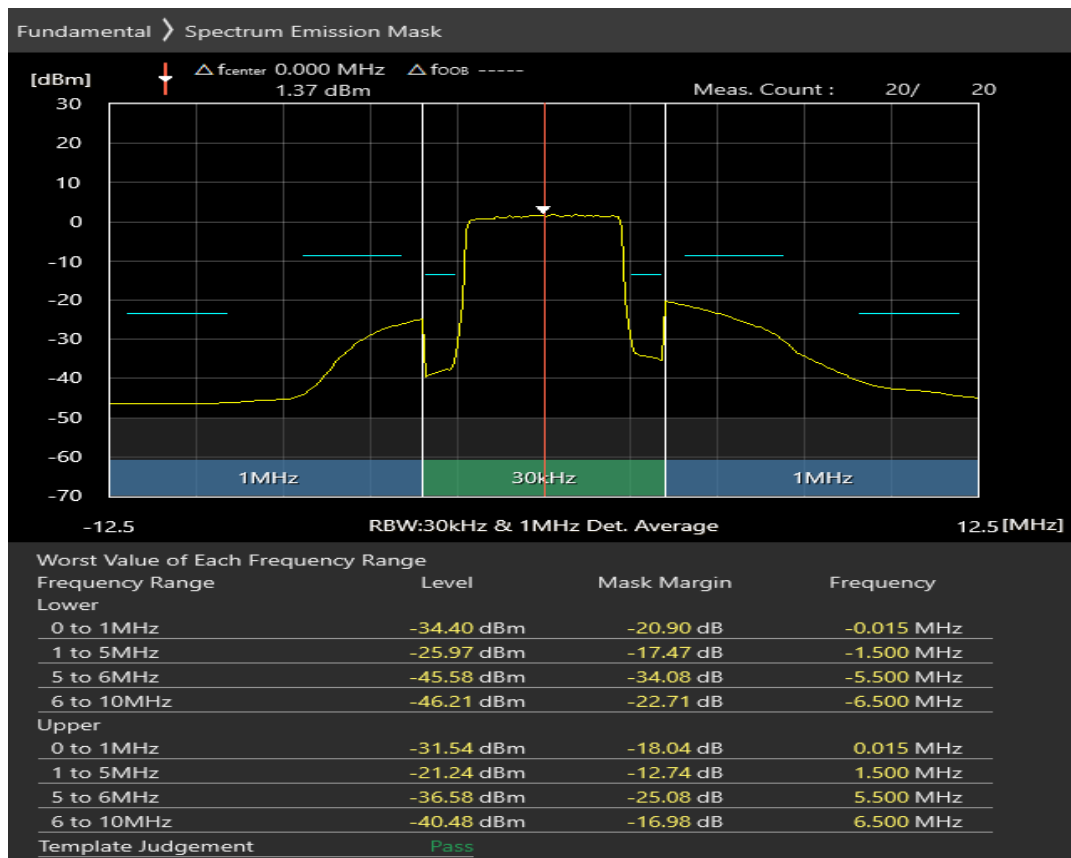 Fundamental ❯ Spectrum Emission Mask
[dBm] △ fcenter 0.000 MHz △ fOOB -----
1.37 dBm Meas. Count : 20/ 20
30
20
10
0
-10
-20
-30
-40
-50
-60
-70
1MHz 30kHz 1MHz
-12.5 RBW:30kHz & 1MHz Det. Average 12.5 [MHz]
Worst Value of Each Frequency Range
Frequency Range Level Mask Margin Frequency
Lower
0 to 1MHz -34.40 dBm -20.90 dB -0.015 MHz
1 to 5MHz -25.97 dBm -17.47 dB -1.500 MHz
5 to 6MHz -45.58 dBm -34.08 dB -5.500 MHz
6 to 10MHz -46.21 dBm -22.71 dB -6.500 MHz
Upper
0 to 1MHz -31.54 dBm -18.04 dB 0.015 MHz
1 to 5MHz -21.24 dBm -12.74 dB 1.500 MHz
5 to 6MHz -36.58 dBm -25.08 dB 5.500 MHz
6 to 10MHz -40.48 dBm -16.98 dB 6.500 MHz
Template Judgement Pass